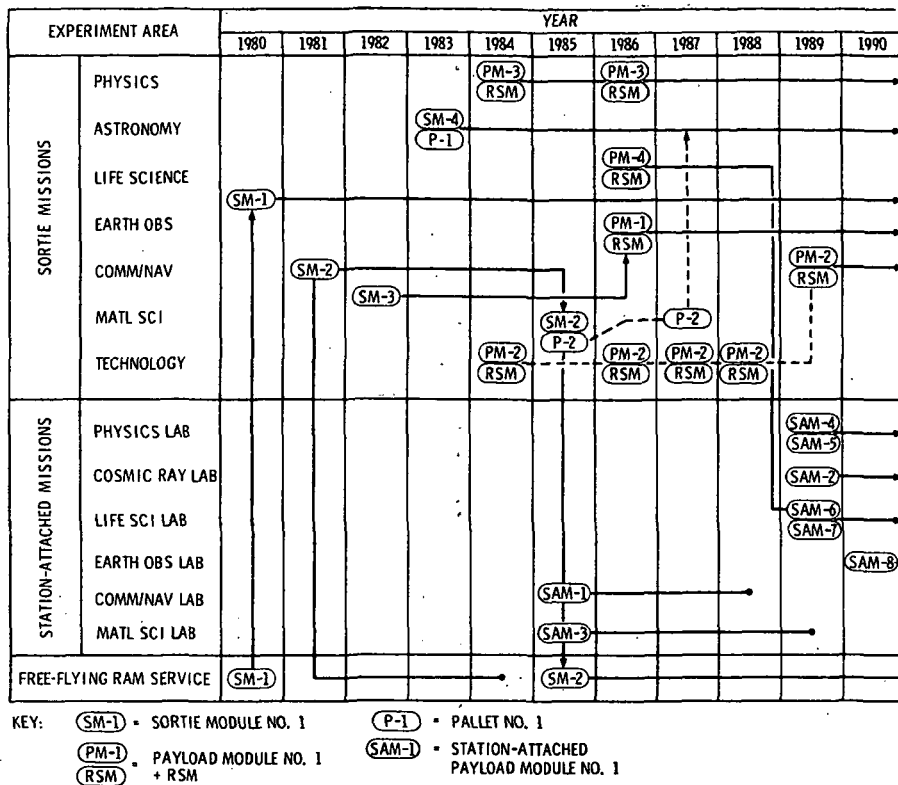 EXPERIMENT AREA
YEAR
1980 1981 1982 1983 1984 1985 1986 1987 1988 1989 1990
SORTIE MISSIONS
PHYSICS PM-3 PM-3
RSM RSM
ASTRONOMY SM-4
P-1
LIFE SCIENCE PM-4
RSM
SM-1
EARTH OBS PM-1
RSM
COMM/NAV SM-2 PM-2
RSM
SM-3
MATL SCI SM-2 P-2
P-2
TECHNOLOGY PM-2 PM-2 PM-2 PM-2
RSM RSM RSM RSM
STATION-ATTACHED MISSIONS
PHYSICS LAB SAM-4
SAM-5
COSMIC RAY LAB SAM-2
LIFE SCI LAB SAM-6
SAM-7
EARTH OBS LAB SAM-8
COMM/NAV LAB SAM-1
MATL SCI LAB SAM-3
FREE-FLYING RAM SERVICE SM-1 SM-2
KEY: SM-1 = SORTIE MODULE NO. 1 P-1 = PALLET NO. 1
PM-1 RSM = PAYLOAD MODULE NO. 1 + RSM
SAM-1 = STATION-ATTACHED PAYLOAD MODULE NO. 1